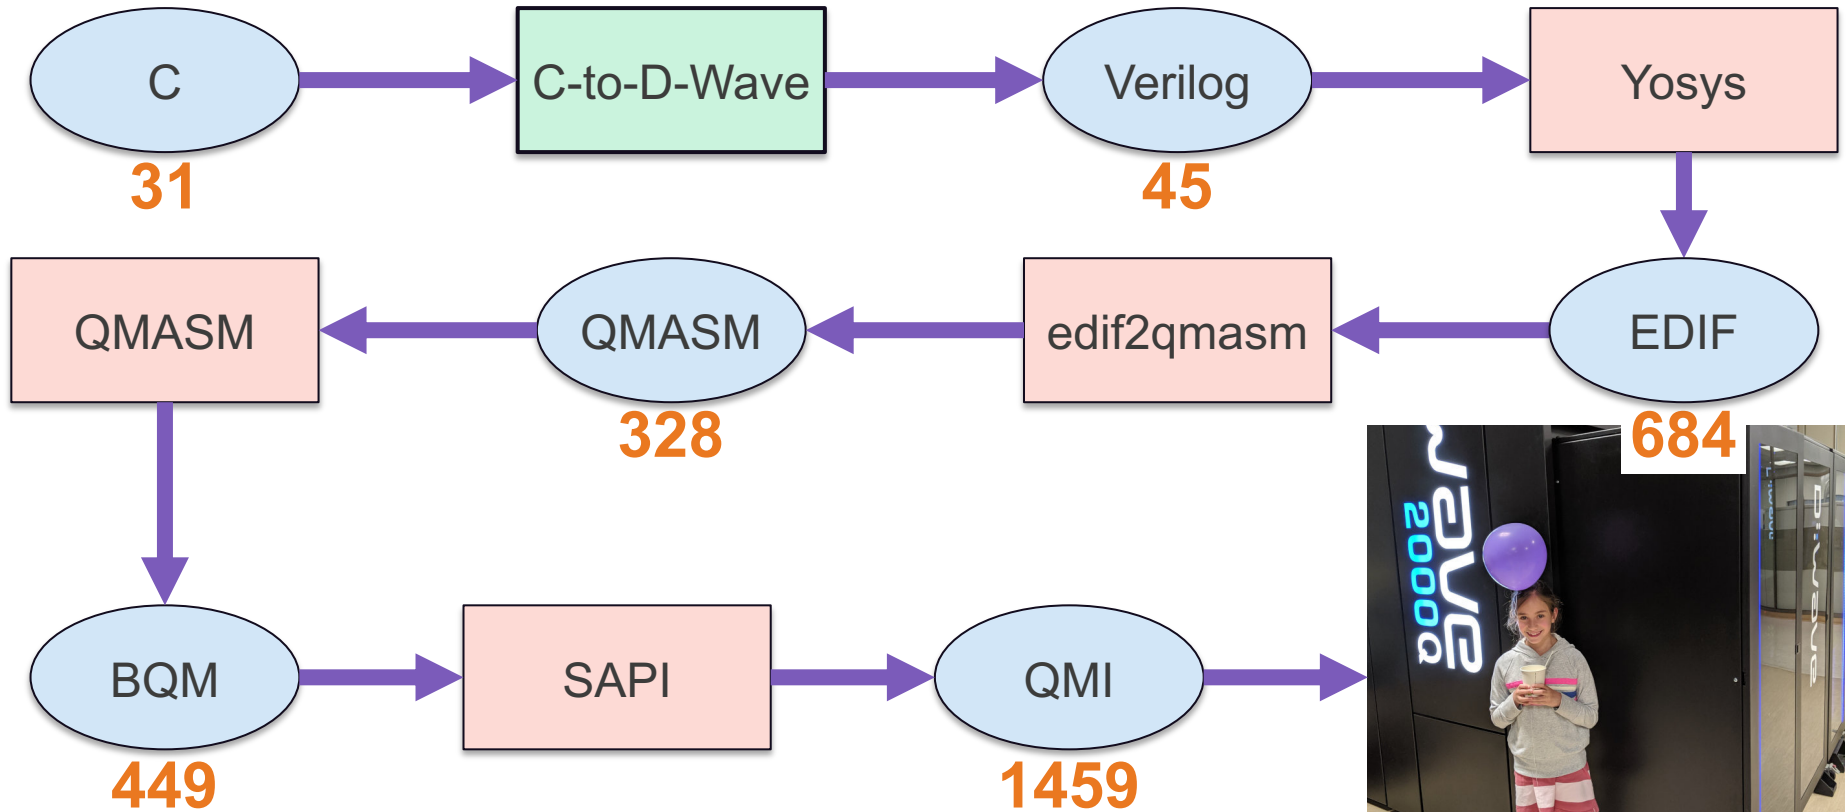 C
C-to-D-Wave
Verilog
Yosys
31
45
QMASM
QMASM
edif2qmasm
EDIF
328
684
wave
2000Q
D:wave
BQM
SAPI
QMI
449
1459